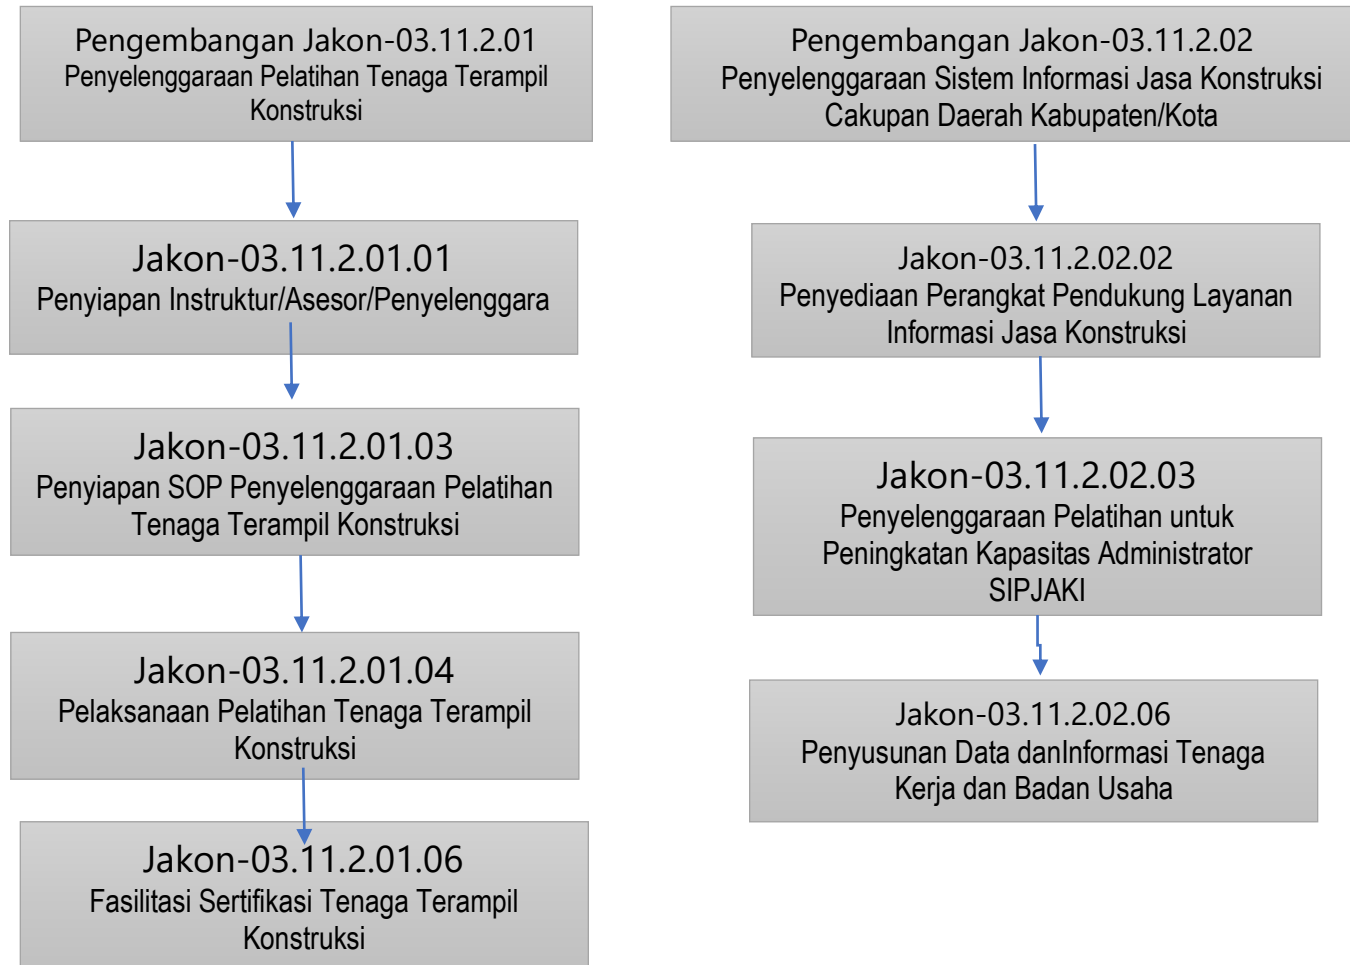 Pengembangan Jakon-03.11.2.01
Penyelenggaraan Pelatihan Tenaga Terampil
Konstruksi
Jakon-03.11.2.01.01
Penyiapan Instruktur/Asesor/Penyelenggara
Jakon-03.11.2.01.03
Penyiapan SOP Penyelenggaraan Pelatihan
Tenaga Terampil Konstruksi
Jakon-03.11.2.01.04
Pelaksanaan Pelatihan Tenaga Terampil
Konstruksi
Jakon-03.11.2.01.06
Fasilitasi Sertifikasi Tenaga Terampil
Konstruksi
Pengembangan Jakon-03.11.2.02
Penyelenggaraan Sistem Informasi Jasa Konstruksi
Cakupan Daerah Kabupaten/Kota
Jakon-03.11.2.02.02
Penyediaan Perangkat Pendukung Layanan
Informasi Jasa Konstruksi
Jakon-03.11.2.02.03
Penyelenggaraan Pelatihan untuk
Peningkatan Kapasitas Administrator
SIPJAKI
Jakon-03.11.2.02.06
Penyusunan Data danInformasi Tenaga
Kerja dan Badan Usaha